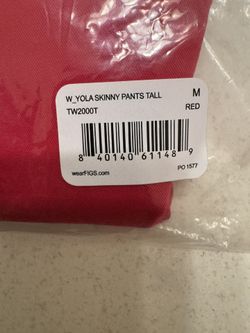 W_YOLA SKINNY PANTS TALL M
TW2000T RED
8 40140 61148 9
wearFIGS.com PO 1577